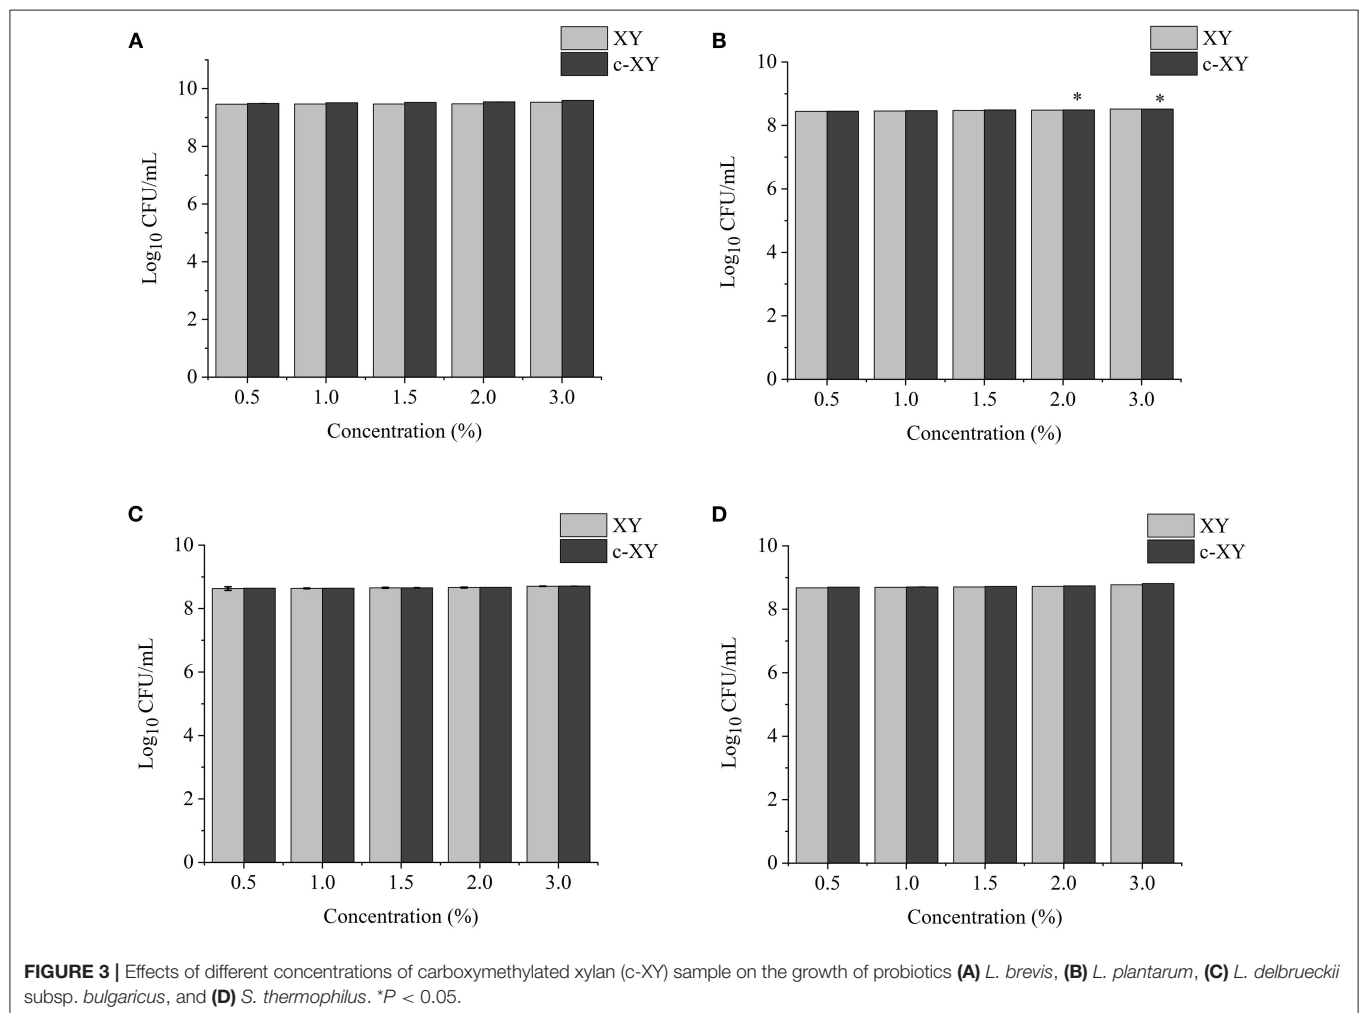 A
XY
c-XY
10
8
6
4
2
0
Log10 CFU/mL
0.5 1.0 1.5 2.0 3.0
Concentration (%)
B
XY
c-XY
10
8
6
4
2
0
Log10 CFU/mL
* *
0.5 1.0 1.5 2.0 3.0
Concentration (%)
C
XY
c-XY
10
8
6
4
2
0
Log10 CFU/mL
0.5 1.0 1.5 2.0 3.0
Concentration (%)
D
XY
c-XY
10
8
6
4
2
0
Log10 CFU/mL
0.5 1.0 1.5 2.0 3.0
Concentration (%)
FIGURE 3 | Effects of different concentrations of carboxymethylated xylan (c-XY) sample on the growth of probiotics (A) L. brevis, (B) L. plantarum, (C) L. delbrueckii
subsp. bulgaricus, and (D) S. thermophilus. *P < 0.05.